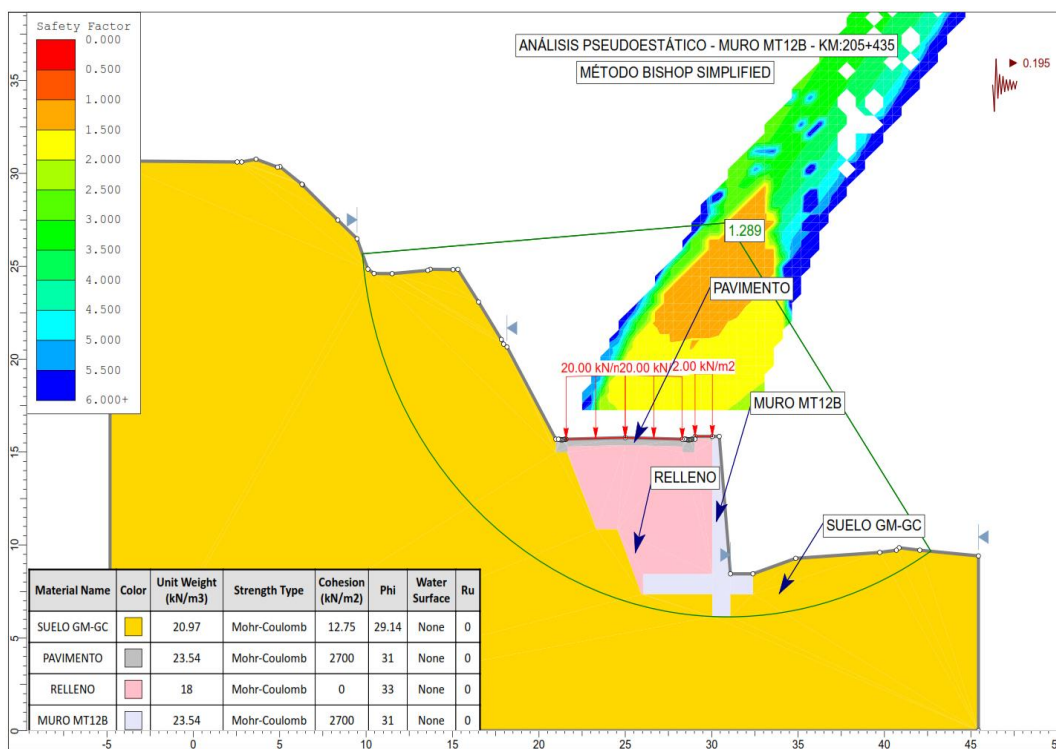 Safety Factor
0.000
0.500
1.000
1.500
2.000
2.500
3.000
3.500
4.000
4.500
5.000
5.500
6.000+
ANÁLISIS PSEUDOESTÁTICO - MURO MT12B - KM:205+435
MÉTODO BISHOP SIMPLIFIED
0.195
1.289
PAVIMENTO
20.00 kN/m
20.00 kN/
2.00 kN/m2
MURO MT12B
RELLENO
SUELO GM-GC
Material Name Color Unit Weight (kN/m3) Strength Type Cohesion (kN/m2) Phi Water Surface Ru
SUELO GM-GC 20.97 Mohr-Coulomb 12.75 29.14 None 0
PAVIMENTO 23.54 Mohr-Coulomb 2700 31 None 0
RELLENO 18 Mohr-Coulomb 0 33 None 0
MURO MT12B 23.54 Mohr-Coulomb 2700 31 None 0
35
30
25
20
15
10
5
0
-5 0 5 10 15 20 25 30 35 40 45